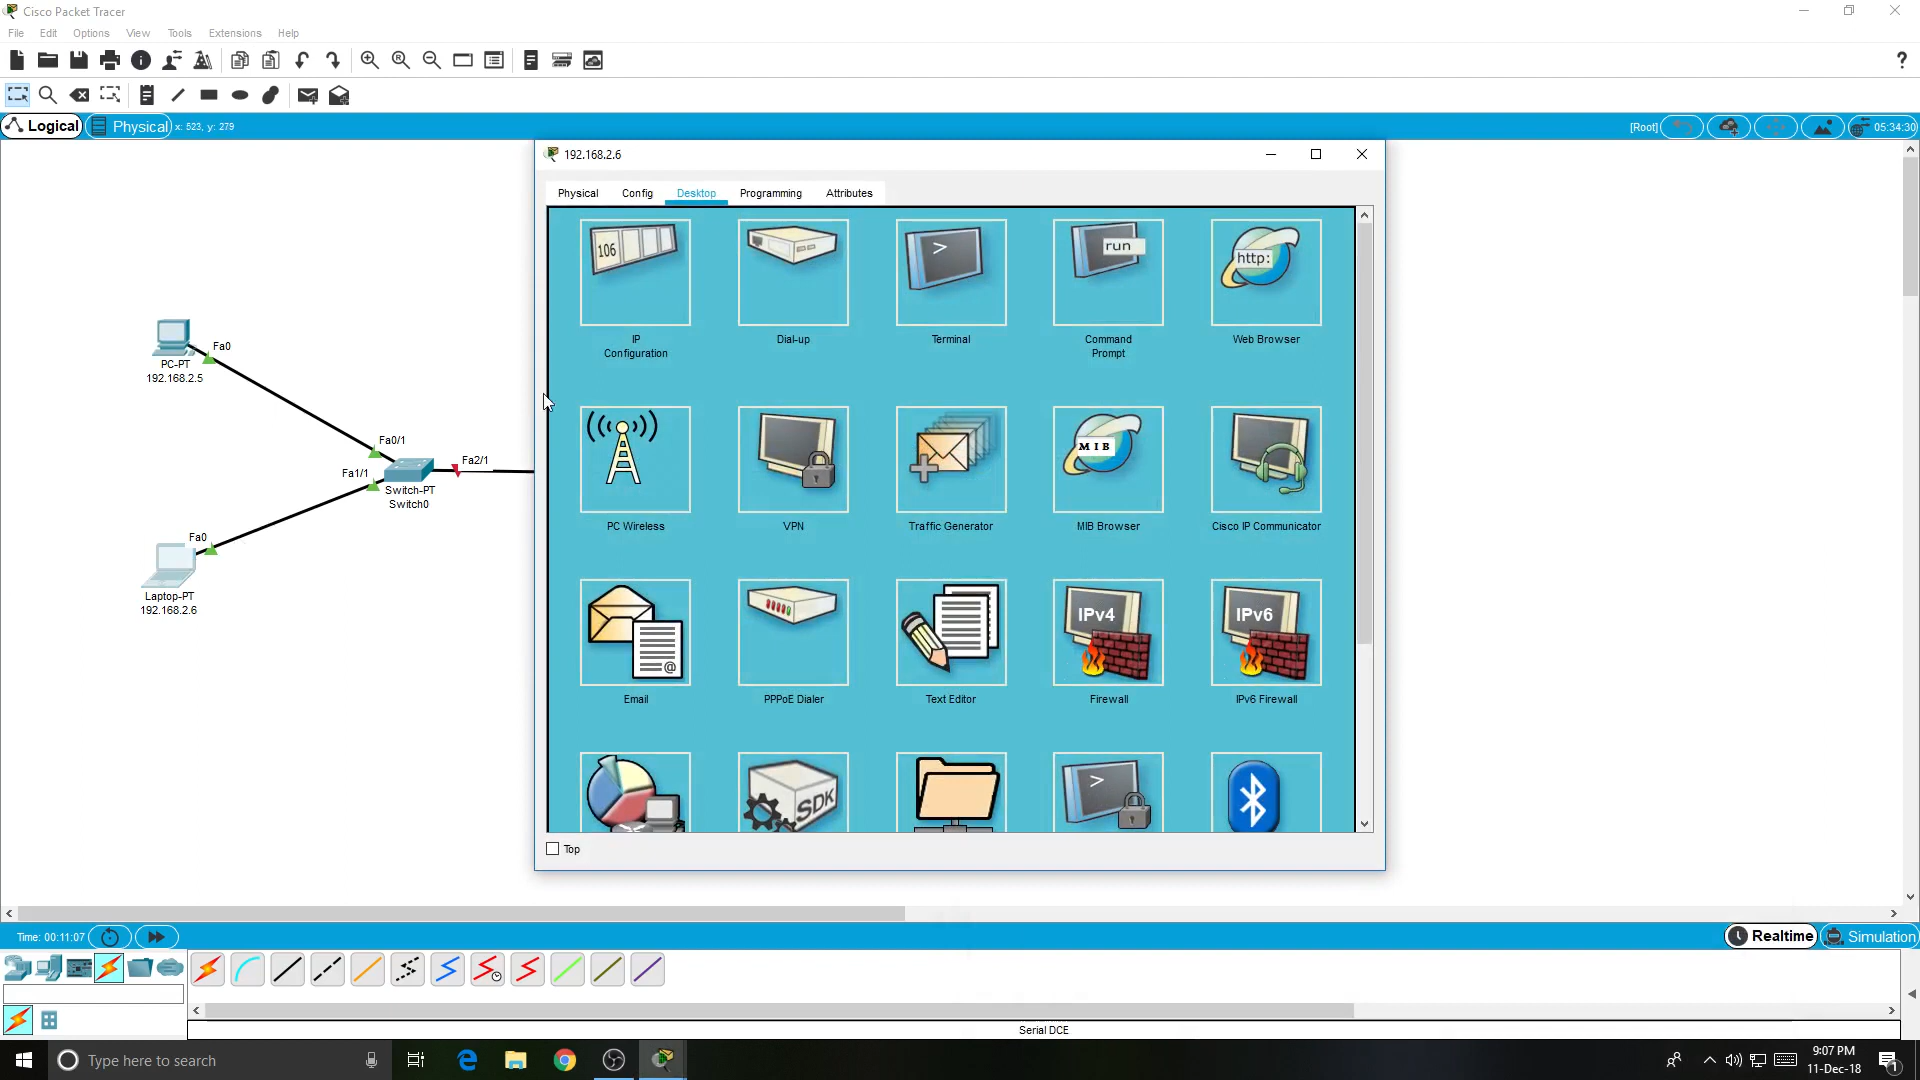 Cisco Packet Tracer
File Edit Options View Tools Extensions Help
?
Logical Physical x: 523, y: 279 [Root] 05:34:30
192.168.2.6
Physical Config Desktop Programming Attributes
106
>
run
http:
IP
Configuration
Dial-up
Terminal
Command
Prompt
Web Browser
MIB
PC Wireless
VPN
Traffic Generator
MIB Browser
Cisco IP Communicator
@
IPv4
IPv6
Email
PPPoE Dialer
Text Editor
Firewall
IPv6 Firewall
SDK
>
Top
Fa0
PC-PT
192.168.2.5
Fa0/1
Fa2/1
Fa1/1
Switch-PT
Switch0
Fa0
Laptop-PT
192.168.2.6
Time: 00:11:07 Realtime Simulation
Serial DCE
Type here to search
9:07 PM
11-Dec-18
1